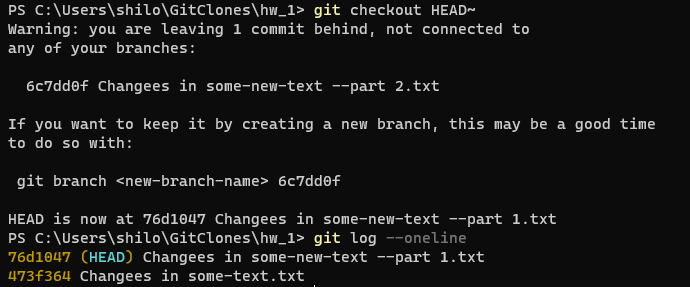 PS C:\Users\shilo\GitClones\hw_1> git checkout HEAD~
Warning: you are leaving 1 commit behind, not connected to
any of your branches:
6c7dd0f Changees in some-new-text --part 2.txt
If you want to keep it by creating a new branch, this may be a good time
to do so with:
git branch <new-branch-name> 6c7dd0f
HEAD is now at 76d1047 Changees in some-new-text --part 1.txt
PS C:\Users\shilo\GitClones\hw_1> git log --oneline
76d1047 (HEAD) Changees in some-new-text --part 1.txt
473f364 Changees in some-text.txt